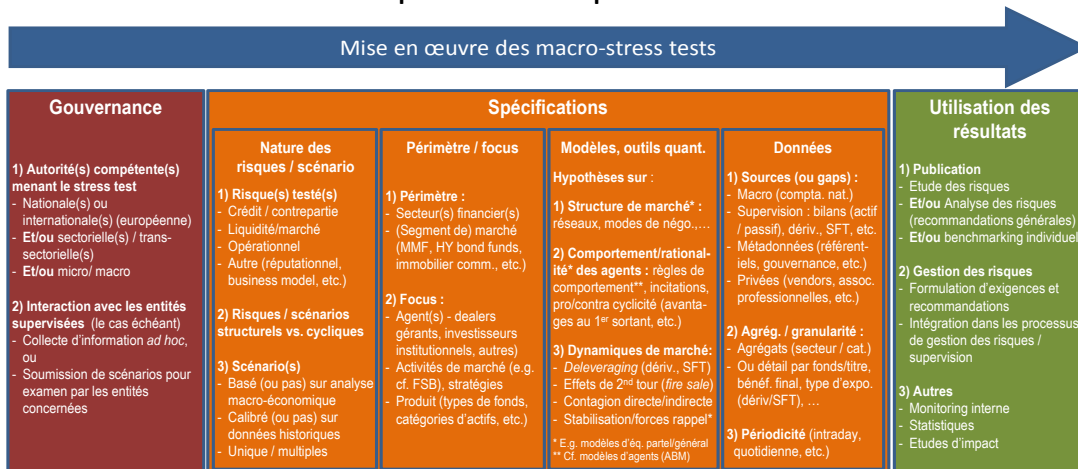 Mise en œuvre des macro-stress tests
Gouvernance
1) Autorité(s) compétente(s)
menant le stress test
- Nationale(s) ou
internationale(s) (européenne)
- Et/ou sectorielle(s) / trans-
sectorielle(s)
- Et/ou micro/ macro
2) Interaction avec les entités
supervisées (le cas échéant)
- Collecte d'information ad hoc,
ou
- Soumission de scénarios pour
examen par les entités
concernées
Spécifications
Nature des
risques / scénario
1) Risque(s) testé(s)
- Crédit / contrepartie
- Liquidité/marché
- Opérationnel
- Autre (réputationnel,
business model, etc.)
2) Risques / scénarios
structurels vs. cycliques
3) Scénario(s)
- Basé (ou pas) sur analyse
macro-économique
- Calibré (ou pas) sur
données historiques
- Unique / multiples
Périmètre / focus
1) Périmètre :
- Secteur(s) financier(s)
- (Segment de) marché
(MMF, HY bond funds,
immobilier comm., etc.)
2) Focus :
- Agent(s) - dealers
gérants, investisseurs
institutionnels, autres)
- Activités de marché (e.g.
cf. FSB), stratégies
- Produit (types de fonds,
catégories d'actifs, etc.)
Modèles, outils quant.
Hypothèses sur :
1) Structure de marché* :
réseaux, modes de négo.,...
2) Comportement/rational-
ité* des agents : règles de
comportement**, incitations,
pro/contra cyclicité (avanta-
ges au 1er sortant, etc.)
3) Dynamiques de marché:
- Deleveraging (dériv., SFT)
- Effets de 2nd tour (fire sale)
- Contagion directe/indirecte
- Stabilisation/forces rappel*
* E.g. modèles d'éq. partel/général
** Cf. modèles d'agents (ABM)
Données
1) Sources (ou gaps) :
- Macro (compta. nat.)
- Supervision : bilans (actif
/ passif), dériv., SFT, etc.
- Métadonnées (référent-
iels, gouvernance, etc.)
- Privées (vendors, assoc.
professionnelles, etc.)
2) Agrég. / granularité :
- Agrégats (secteur / cat.)
- Ou détail par fonds/titre,
bénéf. final, type d'expo.
(dériv/SFT), ...
3) Périodicité (intraday,
quotidienne, etc.)
Utilisation des
résultats
1) Publication
- Etude des risques
- Et/ou Analyse des risques
(recommandations générales)
- Et/ou benchmarking individuel
2) Gestion des risques
- Formulation d'exigences et
recommandations
- Intégration dans les processus
de gestion des risques /
supervision
3) Autres
- Monitoring interne
- Statistiques
- Etudes d'impact